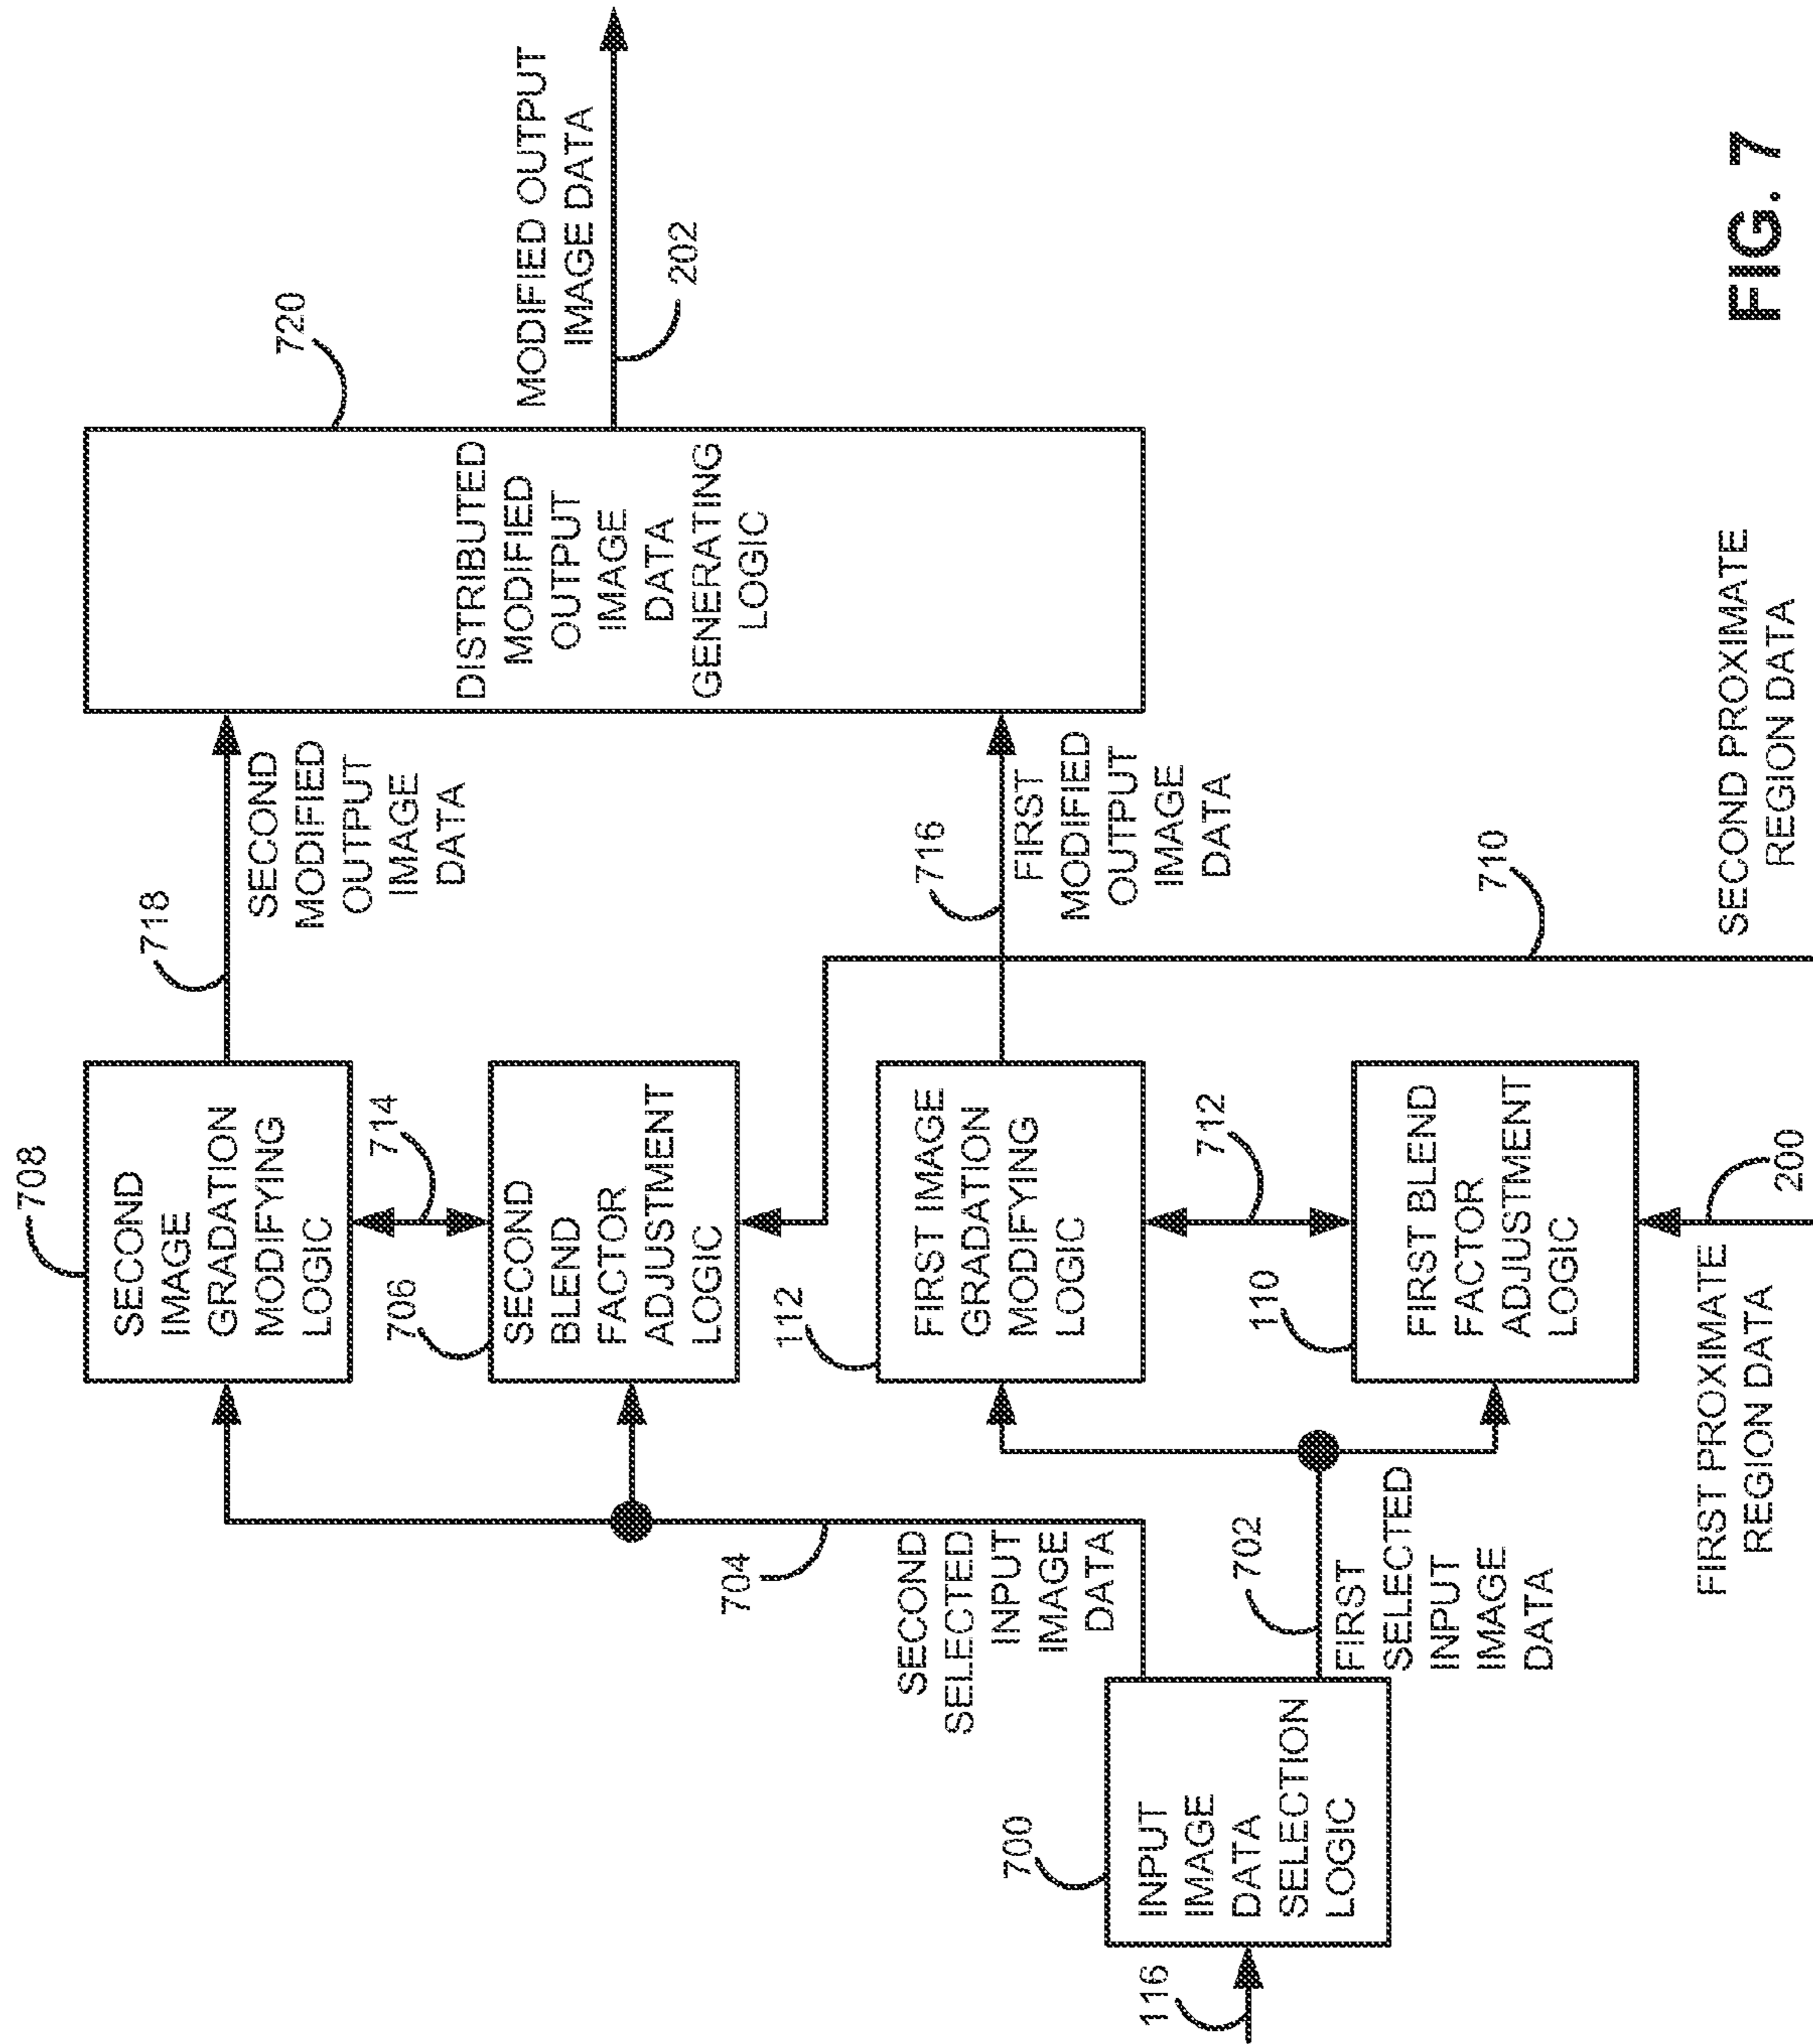 708
SECOND
IMAGE
GRADATION
MODIFYING
LOGIC
718
SECOND
MODIFIED
OUTPUT
IMAGE
DATA
720
DISTRIBUTED
MODIFIED
OUTPUT
IMAGE
DATA
GENERATING
LOGIC
MODIFIED OUTPUT
IMAGE DATA
202
714
706
SECOND
BLEND
FACTOR
ADJUSTMENT
LOGIC
704
SECOND
SELECTED
INPUT
IMAGE
DATA
112
FIRST IMAGE
GRADATION
MODIFYING
LOGIC
716
FIRST
MODIFIED
OUTPUT
IMAGE
DATA
712
700
INPUT
IMAGE
DATA
SELECTION
LOGIC
116
702
FIRST
SELECTED
INPUT
IMAGE
DATA
110
FIRST BLEND
FACTOR
ADJUSTMENT
LOGIC
710
FIRST PROXIMATE
REGION DATA
200
SECOND PROXIMATE
REGION DATA
FIG. 7